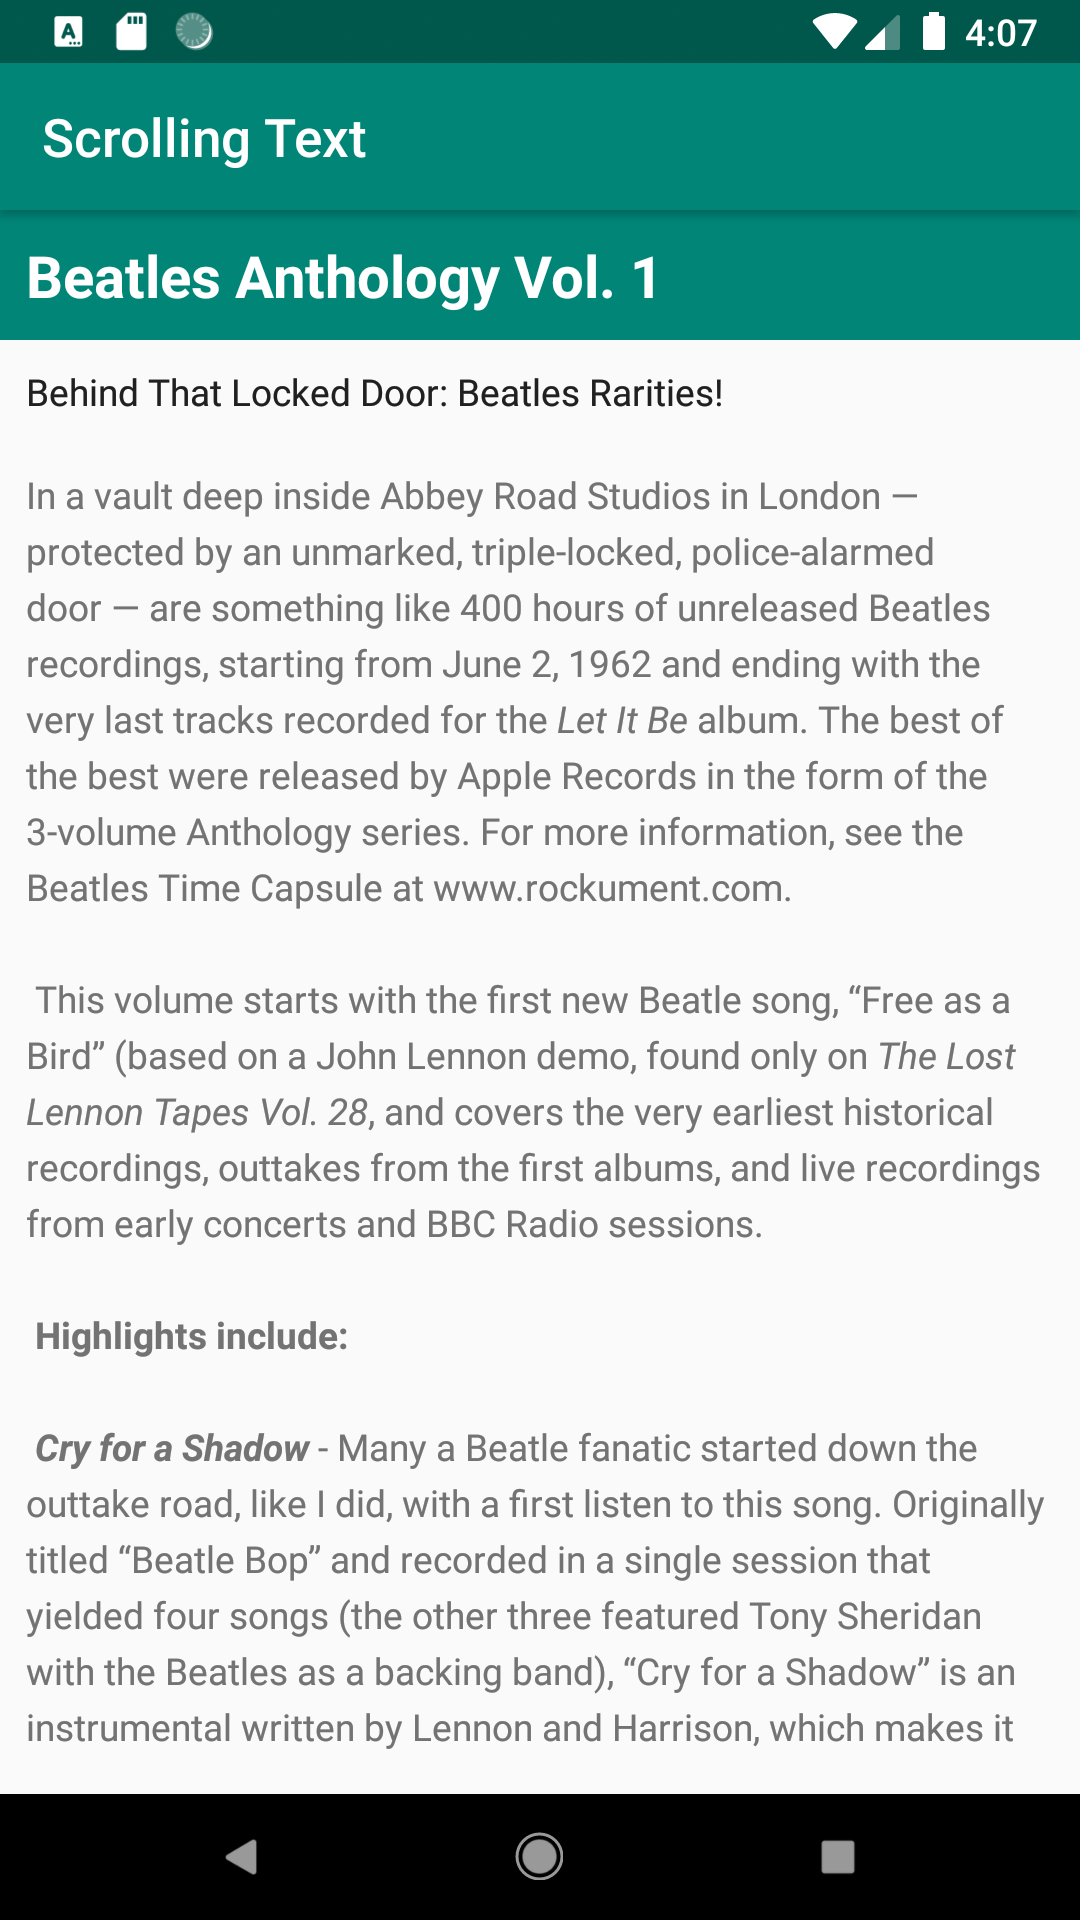 4:07
Scrolling Text
Beatles Anthology Vol. 1
Behind That Locked Door: Beatles Rarities!
In a vault deep inside Abbey Road Studios in London —
protected by an unmarked, triple-locked, police-alarmed
door — are something like 400 hours of unreleased Beatles
recordings, starting from June 2, 1962 and ending with the
very last tracks recorded for the Let It Be album. The best of
the best were released by Apple Records in the form of the
3-volume Anthology series. For more information, see the
Beatles Time Capsule at www.rockument.com.
This volume starts with the first new Beatle song, “Free as a
Bird” (based on a John Lennon demo, found only on The Lost
Lennon Tapes Vol. 28, and covers the very earliest historical
recordings, outtakes from the first albums, and live recordings
from early concerts and BBC Radio sessions.
Highlights include:
Cry for a Shadow - Many a Beatle fanatic started down the
outtake road, like I did, with a first listen to this song. Originally
titled “Beatle Bop” and recorded in a single session that
yielded four songs (the other three featured Tony Sheridan
with the Beatles as a backing band), “Cry for a Shadow” is an
instrumental written by Lennon and Harrison, which makes it